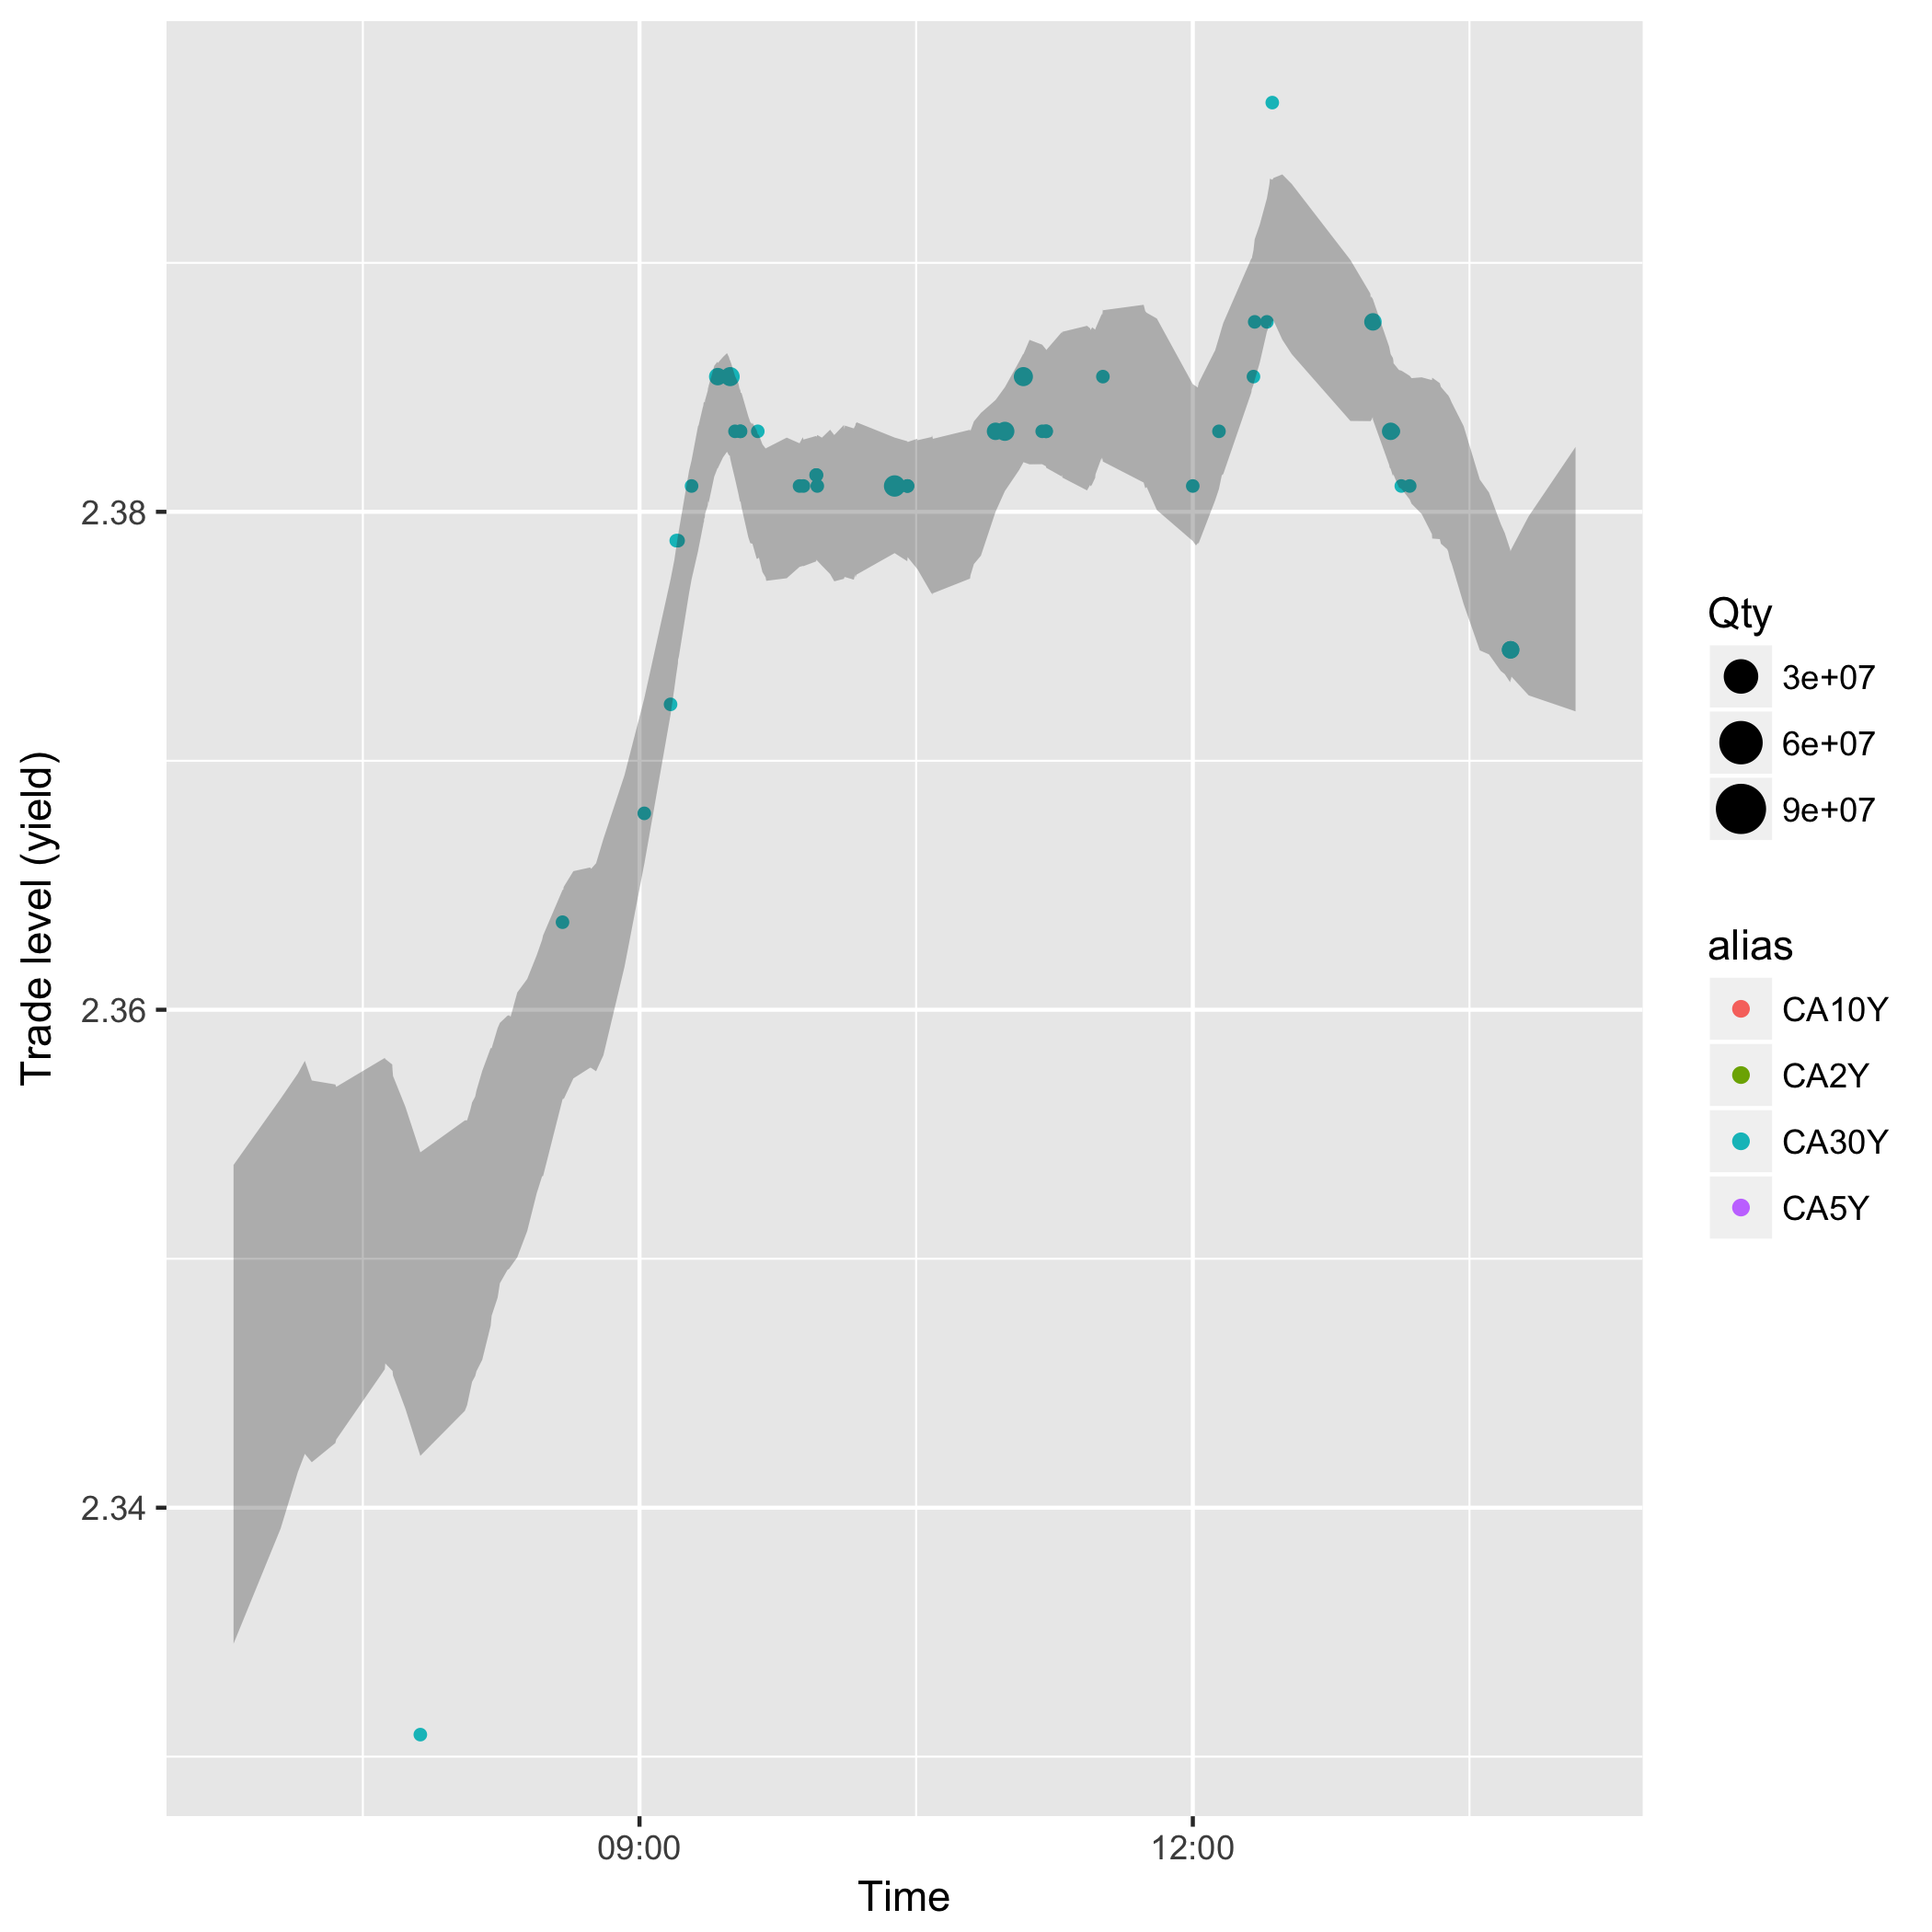 Trade level (yield)
2.38
2.36
2.34
09:00
12:00
Time
Qty
3e+07
6e+07
9e+07
alias
CA10Y
CA2Y
CA30Y
CA5Y